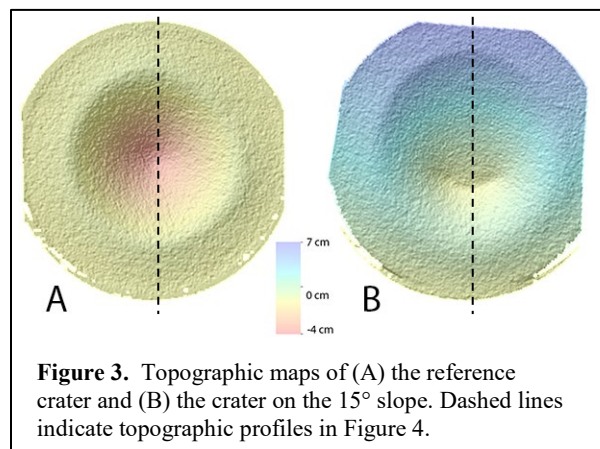 7 cm
0 cm
-4 cm
A
B
Figure 3. Topographic maps of (A) the reference
crater and (B) the crater on the 15° slope. Dashed lines
indicate topographic profiles in Figure 4.